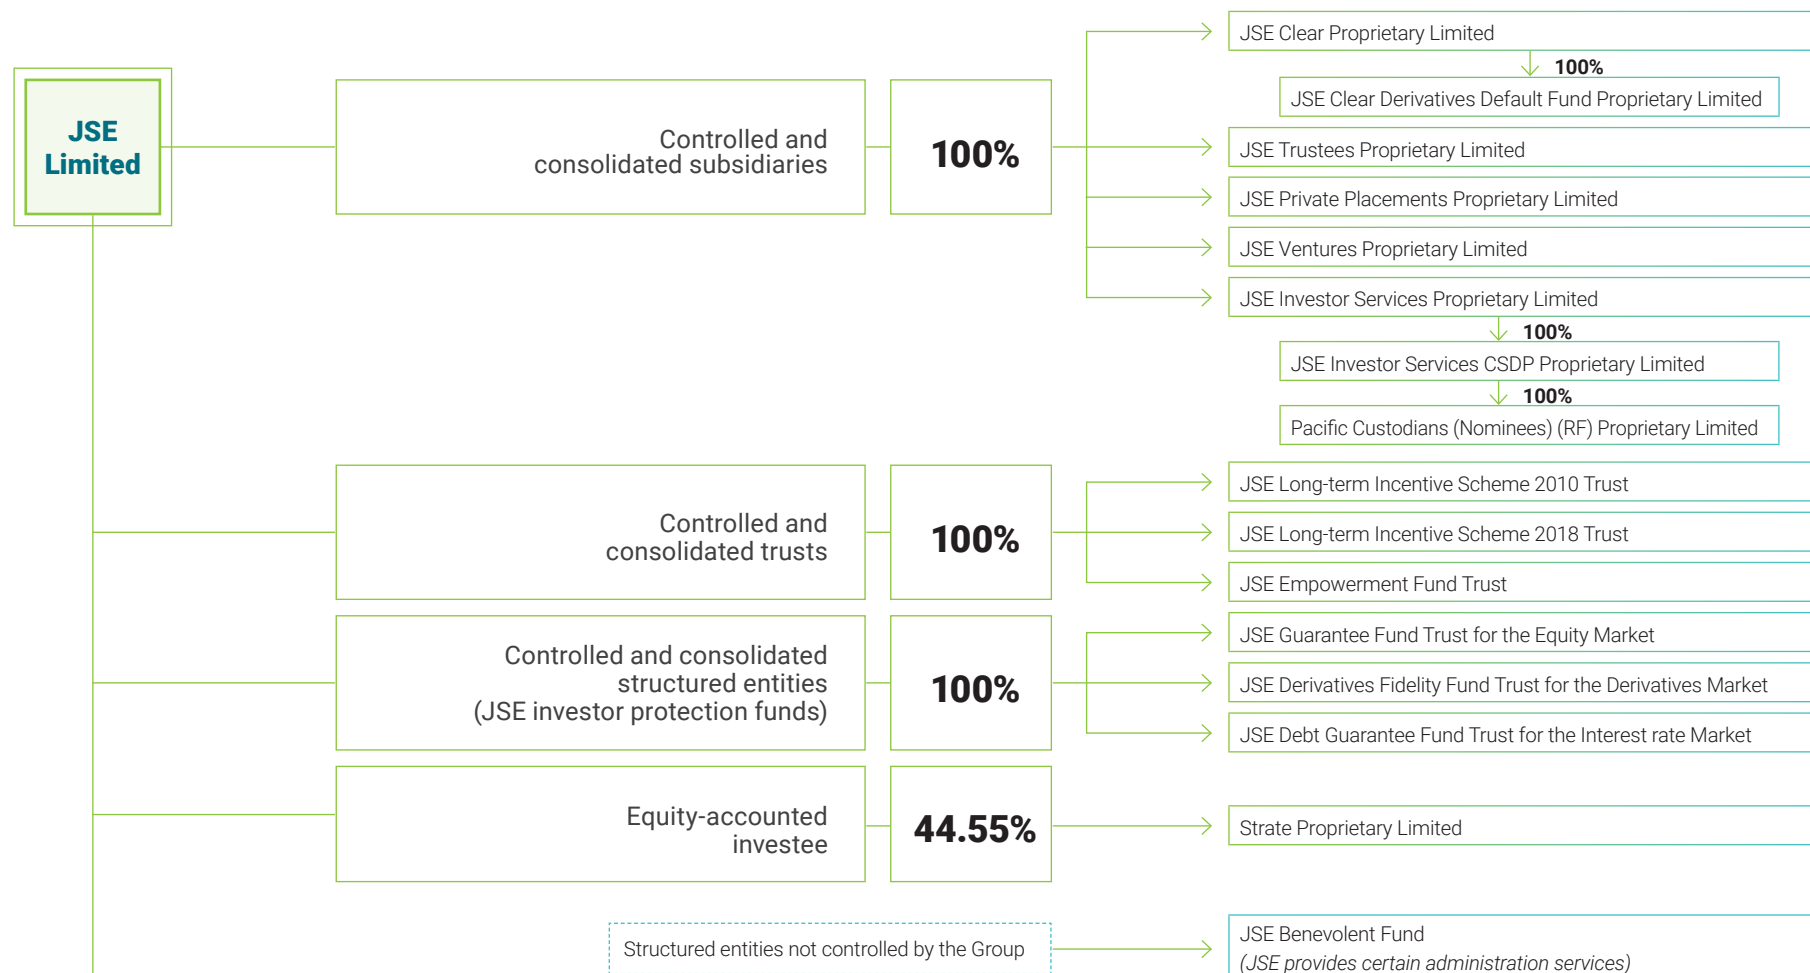 JSE
Limited
Controlled and
consolidated subsidiaries
100%
JSE Clear Proprietary Limited
100%
JSE Clear Derivatives Default Fund Proprietary Limited
JSE Trustees Proprietary Limited
JSE Private Placements Proprietary Limited
JSE Ventures Proprietary Limited
JSE Investor Services Proprietary Limited
100%
JSE Investor Services CSDP Proprietary Limited
100%
Pacific Custodians (Nominees) (RF) Proprietary Limited
Controlled and
consolidated trusts
100%
JSE Long-term Incentive Scheme 2010 Trust
JSE Long-term Incentive Scheme 2018 Trust
JSE Empowerment Fund Trust
Controlled and consolidated
structured entities
(JSE investor protection funds)
100%
JSE Guarantee Fund Trust for the Equity Market
JSE Derivatives Fidelity Fund Trust for the Derivatives Market
JSE Debt Guarantee Fund Trust for the Interest rate Market
Equity-accounted
investee
44.55%
Strate Proprietary Limited
Structured entities not controlled by the Group
JSE Benevolent Fund
(JSE provides certain administration services)